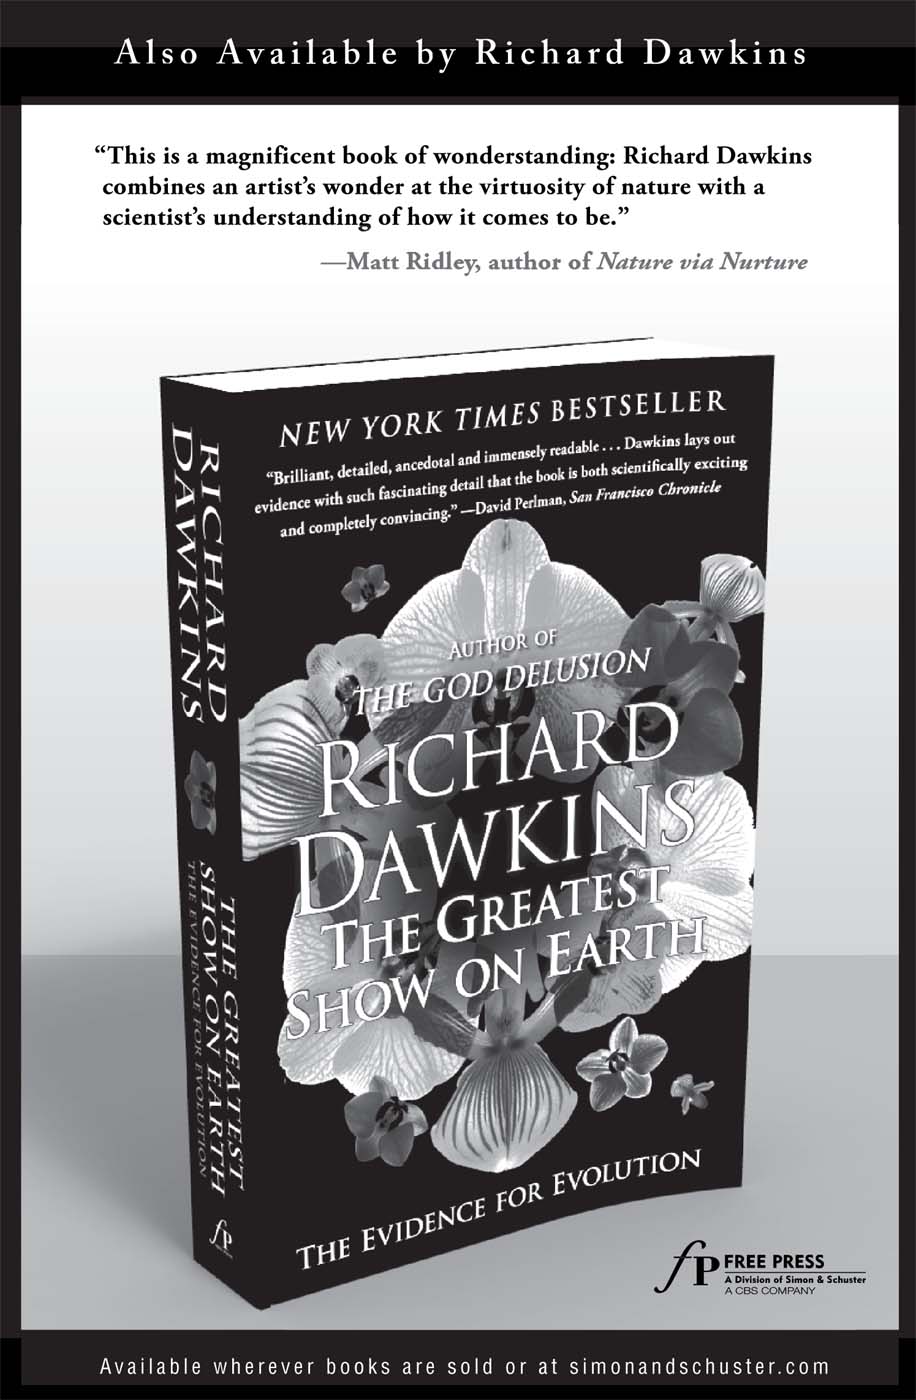 Also Available by Richard Dawkins
“This is a magnificent book of wonderstanding: Richard Dawkins
combines an artist’s wonder at the virtuosity of nature with a
scientist’s understanding of how it comes to be.”
—Matt Ridley, author of Nature via Nurture
RICHARD
DAWKINS
THE GREATEST
SHOW ON EARTH
THE EVIDENCE FOR EVOLUTION
fP
NEW YORK TIMES BESTSELLER
“Brilliant, detailed, anecdotal and immensely readable . . . Dawkins lays out
evidence with such fascinating detail that the book is both scientifically exciting
and completely convincing.” —David Perlman, San Francisco Chronicle
AUTHOR OF
THE GOD DELUSION
RICHARD
DAWKINS
THE GREATEST
SHOW ON EARTH
THE EVIDENCE FOR EVOLUTION
fP FREE PRESS
A Division of Simon & Schuster
A CBS COMPANY
Available wherever books are sold or at simonandschuster.com